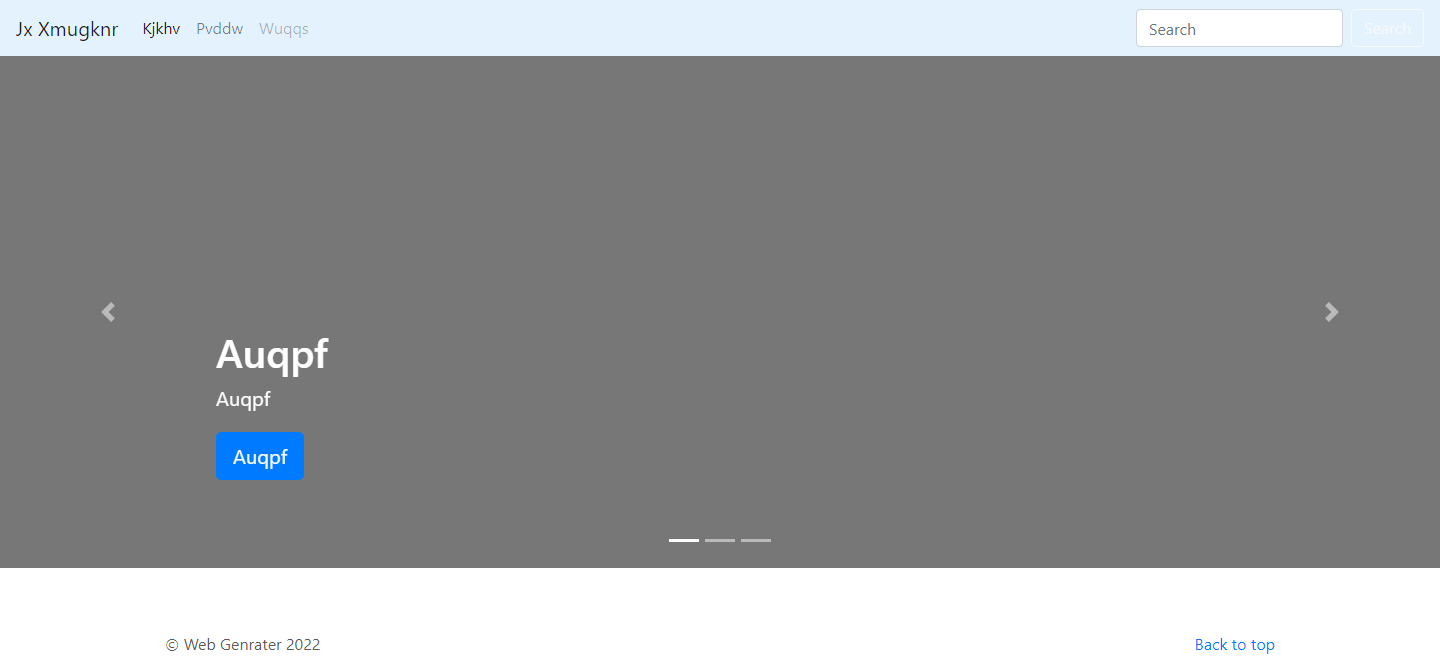 Jx Xmugknr Kjkhv Pvddw Wuqqs Search Search
Auqpf
Auqpf
Auqpf
© Web Genrater 2022 Back to top